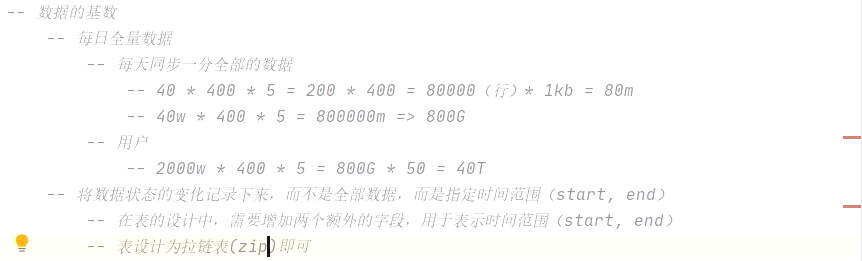 -- 数据的基数
-- 每日全量数据
-- 每天同步一分全部的数据
-- 40 * 400 * 5 = 200 * 400 = 80000（行）* 1kb = 80m
-- 40w * 400 * 5 = 800000m => 800G
-- 用户
-- 2000w * 400 * 5 = 800G * 50 = 40T
-- 将数据状态的变化记录下来，而不是全部数据，而是指定时间范围（start, end）
-- 在表的设计中，需要增加两个额外的字段，用于表示时间范围（start, end）
-- 表设计为拉链表(zip)即可